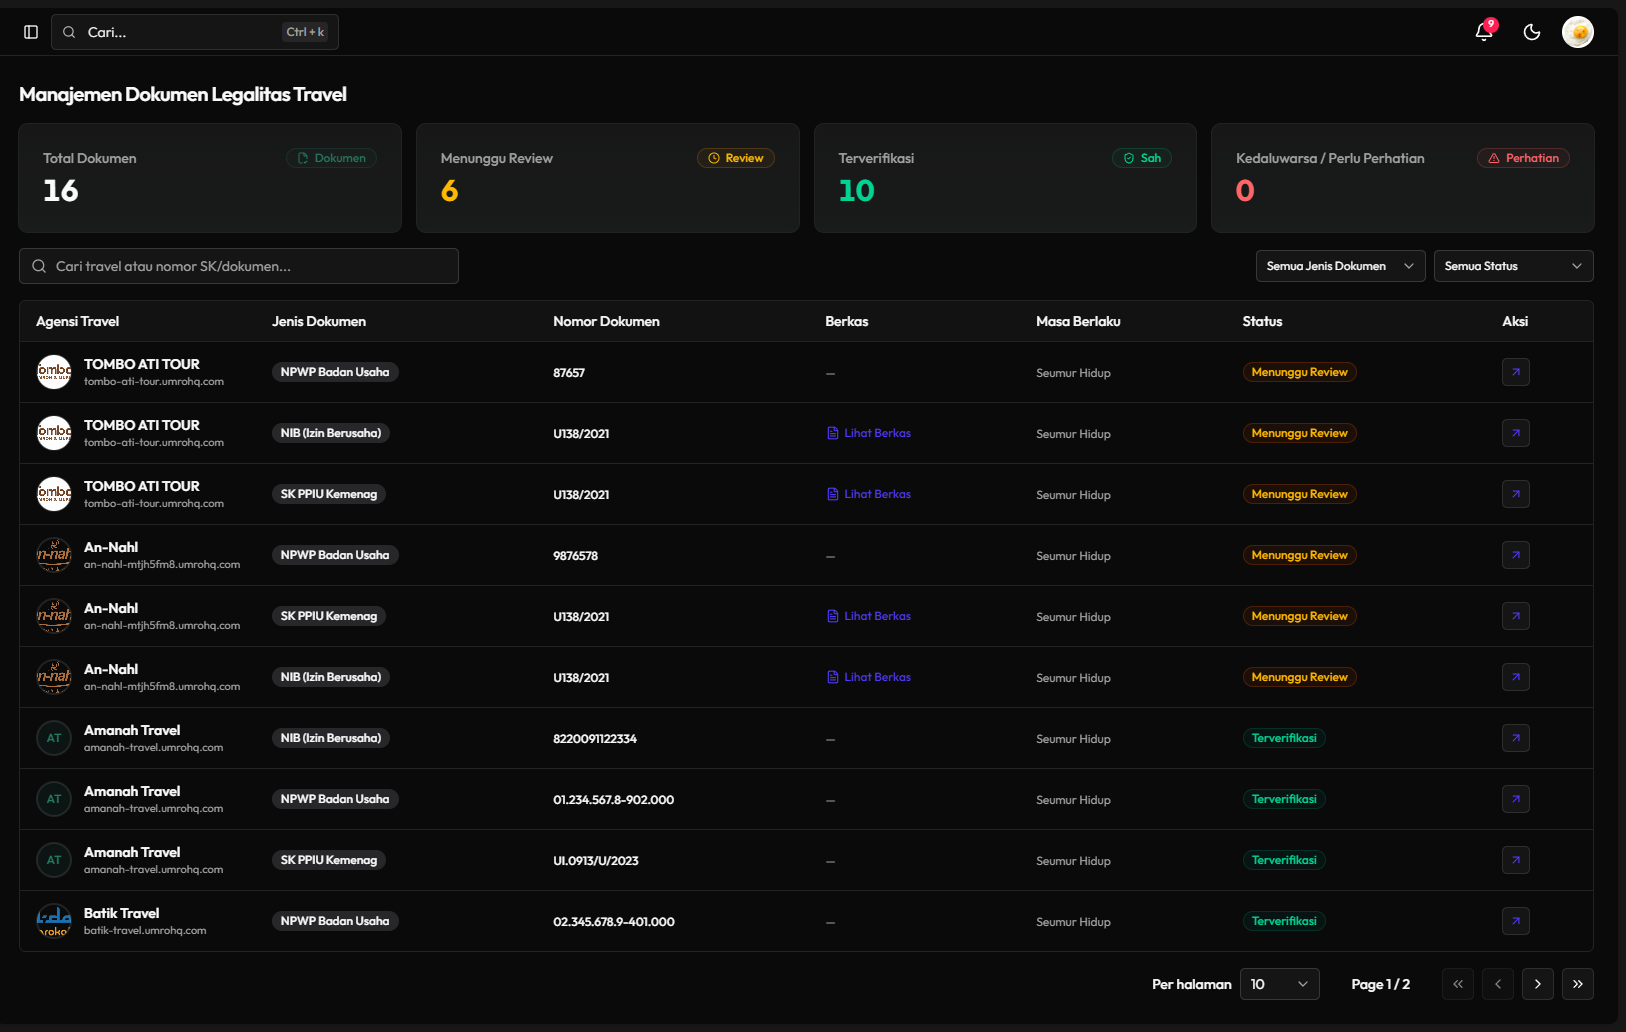 Cari...
Ctrl + k
9
Manajemen Dokumen Legalitas Travel
Total Dokumen
Dokumen
16
Menunggu Review
Review
6
Terverifikasi
Sah
10
Kedaluwarsa / Perlu Perhatian
Perhatian
0
Cari travel atau nomor SK/dokumen...
Semua Jenis Dokumen
Semua Status
Agensi Travel Jenis Dokumen Nomor Dokumen Berkas Masa Berlaku Status Aksi
TOMBO ATI TOUR
tombo-ati-tour.umrohq.com
NPWP Badan Usaha 87657 — Seumur Hidup Menunggu Review
TOMBO ATI TOUR
tombo-ati-tour.umrohq.com
NIB (Izin Berusaha) U138/2021 Lihat Berkas Seumur Hidup Menunggu Review
TOMBO ATI TOUR
tombo-ati-tour.umrohq.com
SK PPIU Kemenag U138/2021 Lihat Berkas Seumur Hidup Menunggu Review
An-Nahl
an-nahl-mtjh5fm8.umrohq.com
NPWP Badan Usaha 9876578 — Seumur Hidup Menunggu Review
An-Nahl
an-nahl-mtjh5fm8.umrohq.com
SK PPIU Kemenag U138/2021 Lihat Berkas Seumur Hidup Menunggu Review
An-Nahl
an-nahl-mtjh5fm8.umrohq.com
NIB (Izin Berusaha) U138/2021 Lihat Berkas Seumur Hidup Menunggu Review
AT
Amanah Travel
amanah-travel.umrohq.com
NIB (Izin Berusaha) 8220091122334 — Seumur Hidup Terverifikasi
AT
Amanah Travel
amanah-travel.umrohq.com
NPWP Badan Usaha 01.234.567.8-902.000 — Seumur Hidup Terverifikasi
AT
Amanah Travel
amanah-travel.umrohq.com
SK PPIU Kemenag UI.0913/U/2023 — Seumur Hidup Terverifikasi
Batik Travel
batik-travel.umrohq.com
NPWP Badan Usaha 02.345.678.9-401.000 — Seumur Hidup Terverifikasi
Per halaman 10 Page 1 / 2